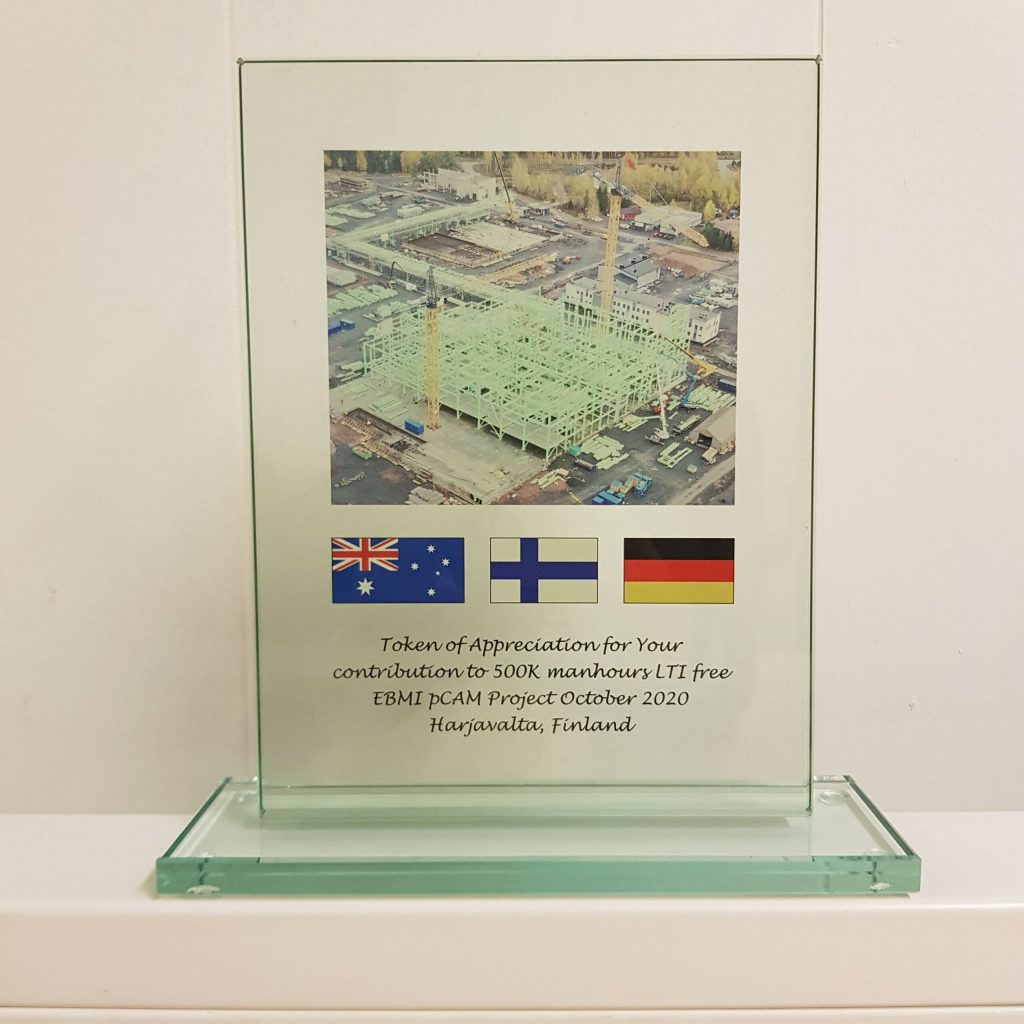 Token of Appreciation for Your
contribution to 500K manhours LTI free
EBMI pCAM Project October 2020
Harjavalta, Finland